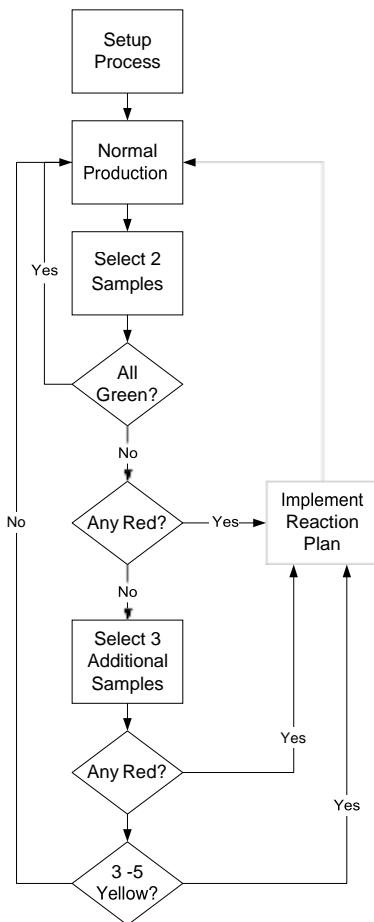 Setup
Process
Normal
Production
Yes
Select 2
Samples
All
Green?
No
Any Red?
Yes
Implement
Reaction
Plan
No
No
Select 3
Additional
Samples
Any Red?
Yes
Yes
3 -5
Yellow?